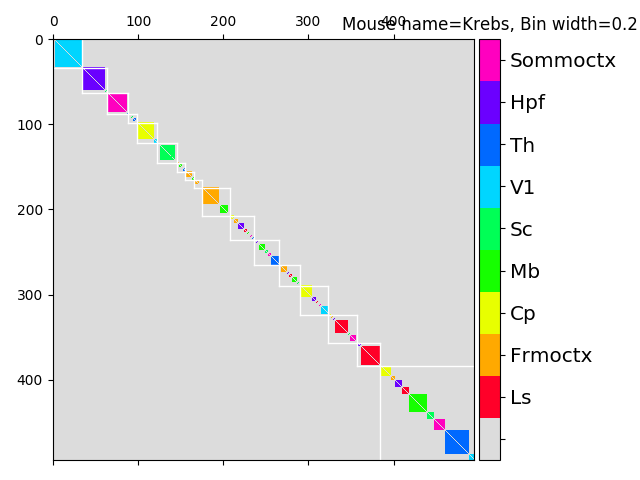 Mouse name=Krebs, Bin width=0.2
0 100 200 300 400
0
100
200
300
400
Sommoctx
Hpf
Th
V1
Sc
Mb
Cp
Frmoctx
Ls